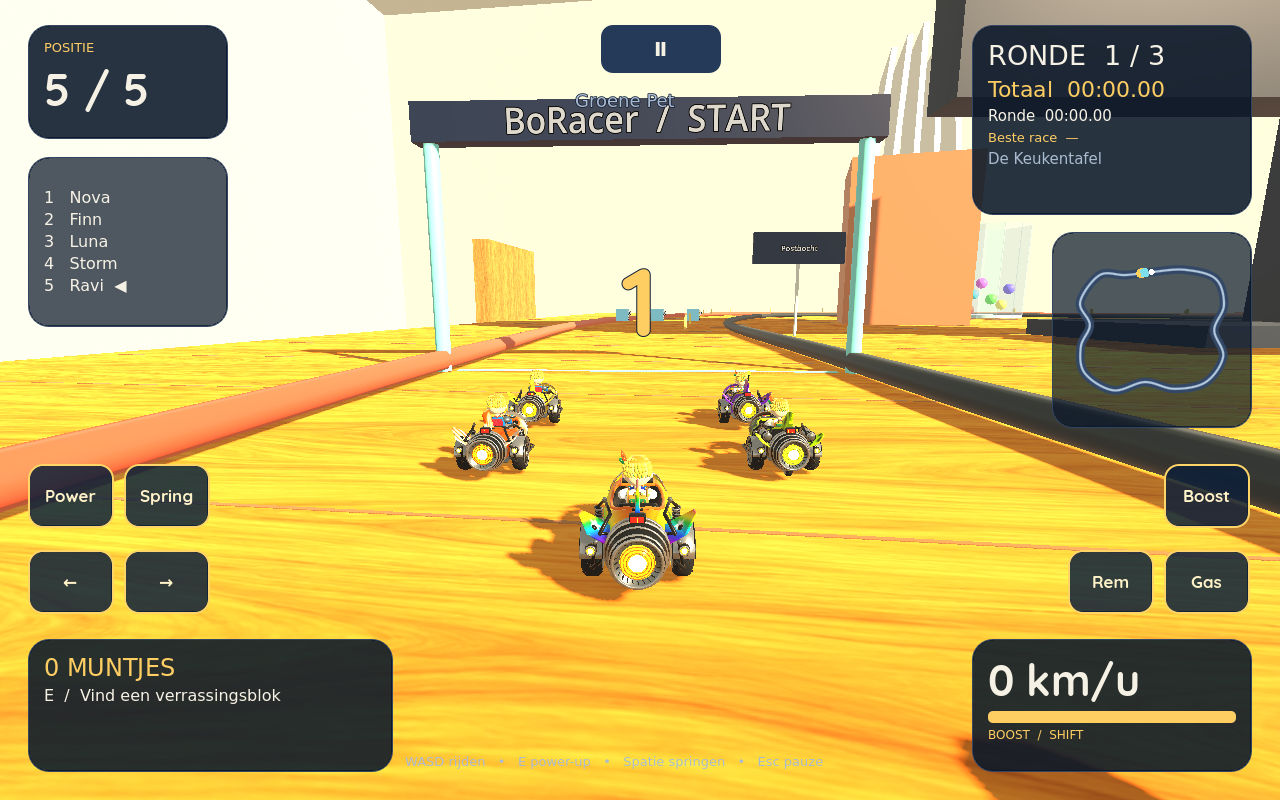 POSITIE
5 / 5
1 Nova
2 Finn
3 Luna
4 Storm
5 Ravi ◀
Groene Pet
BoRacer / START
1
RONDE 1 / 3
Totaal 00:00.00
Ronde 00:00.00
Beste race —
De Keukentafel
Power
Spring
←
→
Boost
Rem
Gas
0 MUNTJES
E / Vind een verrassingsblok
WASD rijden • E power-up • Spatie springen • Esc pauze
0 km/u
BOOST / SHIFT